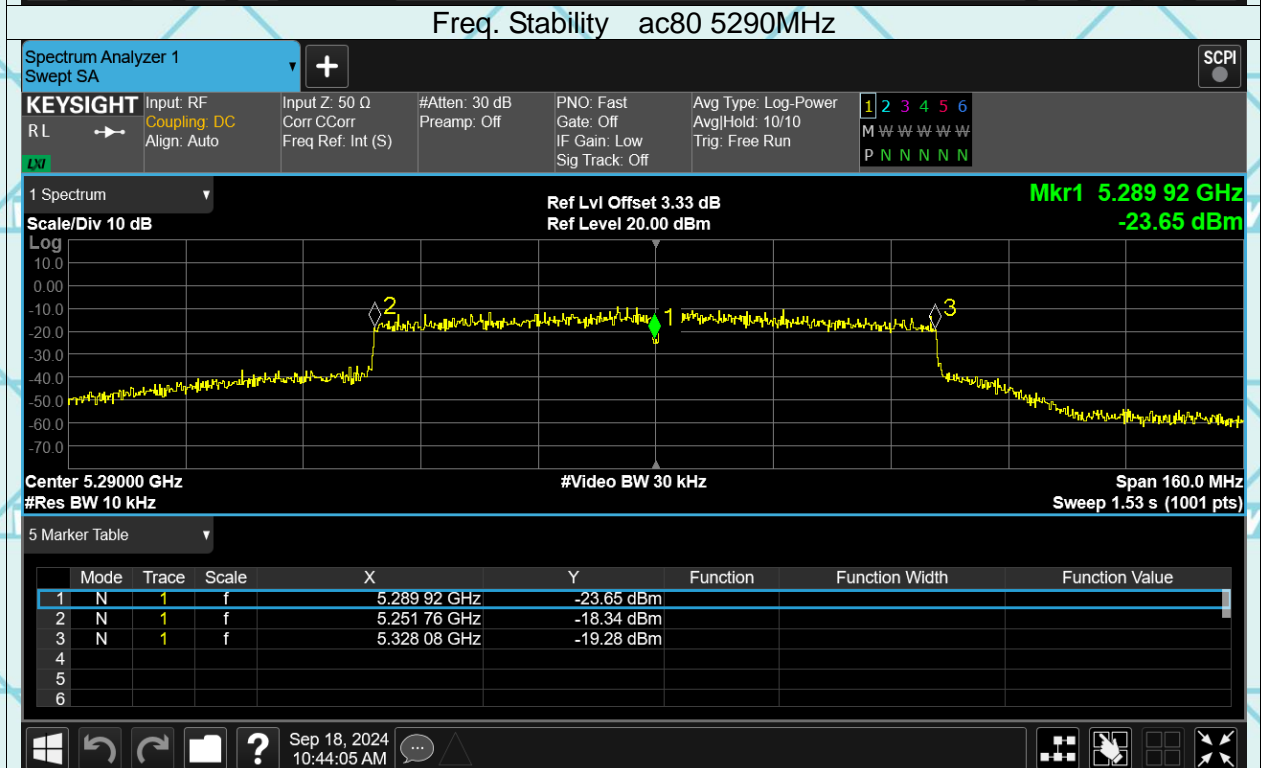 Freq. Stability ac80 5290MHz
Spectrum Analyzer 1
Swept SA
+
SCPI
KEYSIGHT Input: RF Input Z: 50 Ω #Atten: 30 dB PNO: Fast Avg Type: Log-Power 1 2 3 4 5 6
RL Coupling: DC Corr CCorr Preamp: Off Gate: Off Avg|Hold: 10/10 M W W W W W
Align: Auto Freq Ref: Int (S) IF Gain: Low Trig: Free Run P N N N N N
LXI Sig Track: Off
1 Spectrum Ref Lvl Offset 3.33 dB Mkr1 5.289 92 GHz
Scale/Div 10 dB Ref Level 20.00 dBm -23.65 dBm
Log
10.0
0.00
-10.0 2 1 3
-20.0
-30.0
-40.0
-50.0
-60.0
-70.0
Center 5.29000 GHz #Video BW 30 kHz Span 160.0 MHz
#Res BW 10 kHz Sweep 1.53 s (1001 pts)
5 Marker Table
Mode Trace Scale X Y Function Function Width Function Value
1 N 1 f 5.289 92 GHz -23.65 dBm
2 N 1 f 5.251 76 GHz -18.34 dBm
3 N 1 f 5.328 08 GHz -19.28 dBm
4
5
6
? Sep 18, 2024
10:44:05 AM